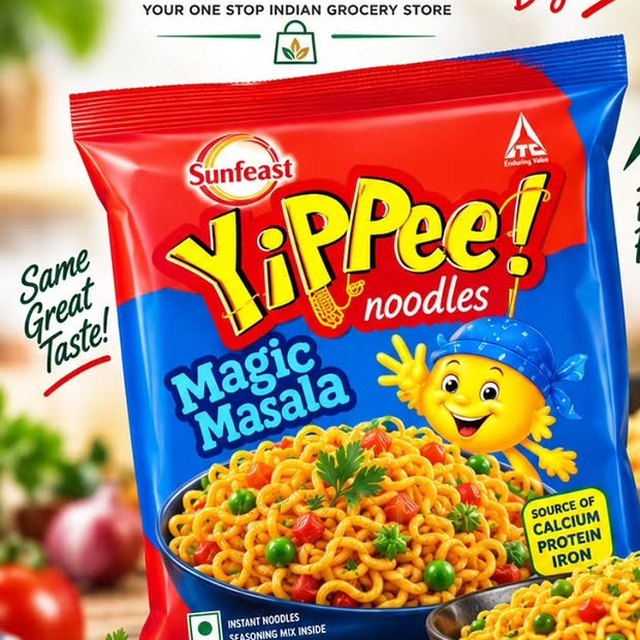 YOUR ONE STOP INDIAN GROCERY STORE
Sunfeast
ITC
Enduring Value
YiPPee!
noodles
Same
Great
Taste!
Magic
Masala
SOURCE OF
CALCIUM
PROTEIN
IRON
INSTANT NOODLES
SEASONING MIX INSIDE